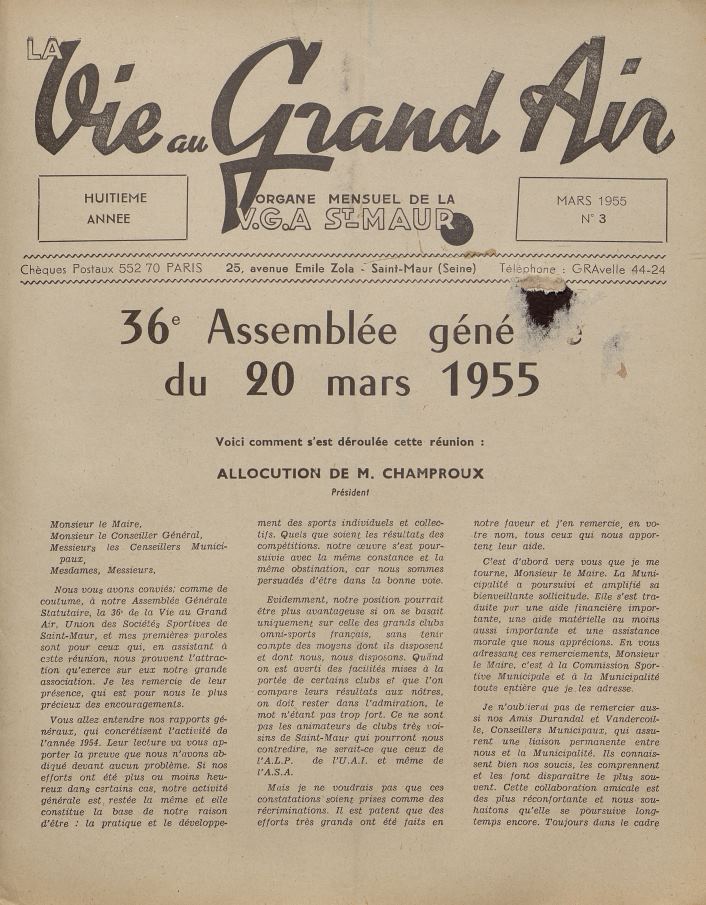 LA
Vie au Grand Air
HUITIEME
ANNEE
ORGANE MENSUEL DE LA
V.G.A ST-MAUR
MARS 1955
N° 3
Chèques Postaux 552 70 PARIS 25, avenue Emile Zola - Saint-Maur (Seine) Téléphone : GRAvelle 44-24
36e Assemblée géné
du 20 mars 1955
Voici comment s'est déroulée cette réunion :
ALLOCUTION DE M. CHAMPROUX
Président
Monsieur le Maire,
Monsieur le Conseiller Général,
Messieurs les Censeillers Munici-
paux,
Mesdames, Messieurs,
Nous vous avons conviés; comme de
coutume, à notre Assemblée Générale
Statutaire, la 36e de la Vie au Grand
Air, Union des Sociétés Sportives de
Saint-Maur, et mes premières paroles
sont pour ceux qui, en assistant à
cette réunion, nous prouvent l'attrac-
tion qu'exerce sur eux notre grande
association. Je les remercie de leur
présence, qui est pour nous le plus
précieux des encouragements.
Vous allez entendre nos rapports gé-
néraux, qui concrétisent l'activité de
l'année 1954. Leur lecture va vous ap-
porter la preuve que nous n'avons ab-
diqué devant aucun problème. Si nos
efforts ont été plus ou moins heu-
reux dans certains cas, notre activité
générale est restée la même et elle
constitue la base de notre raison
d'être : la pratique et le développe-
ment des sports individuels et collec-
tifs. Quels que soient les résultats des
compétitions. notre œuvre s'est pour-
suivie avec la même constance et la
même obstination, car nous sommes
persuadés d'être dans la bonne voie.
Evidemment, notre position pourrait
être plus avantageuse si on se basait
uniquement sur celle des grands clubs
omni-sports français, sans tenir
compte des moyens dont ils disposent
et dont nous, nous disposons. Quand
on est averti des facilités mises à la
portée de certains clubs et que l'on
compare leurs résultats aux nôtres,
on doit rester dans l'admiration, le
mot n'étant pas trop fort. Ce ne sont
pas les animateurs de clubs très voi-
sins de Saint-Maur qui pourront nous
contredire, ne serait-ce que ceux de
l'A.L.P. de l'U.A.I. et même de
l'A.S.A.
Mais je ne voudrais pas que ces
constatations soient prises comme des
récriminations. Il est patent que des
efforts très grands ont été faits en
notre faveur et j'en remercie, en vo-
tre nom, tous ceux qui nous appor-
tent leur aide.
C'est d'abord vers vous que je me
tourne, Monsieur le Maire. La Muni-
cipalité a poursuivi et amplifié sa
bienveillante sollicitude. Elle s'est tra-
duite par une aide financière impor-
tante, une aide matérielle au moins
aussi importante et une assistance
morale que nous apprécions. En vous
adressant ces remerciements, Monsieur
le Maire, c'est à la Commission Spor-
tive Municipale et à la Municipalité
toute entière que je les adresse.
Je n'oublierai pas de remercier aus-
si nos Amis Durandal et Vandercoil-
le, Conseillers Municipaux, qui assu-
rent une liaison permanente entre
nous et la Municipalité. Ils connais-
sent bien nos soucis, les comprennent
et les font disparaître le plus sou-
vent. Cette collaboration amicale est
des plus réconfortante et nous sou-
haitons qu'elle se poursuive long-
temps encore. Toujours dans le cadre